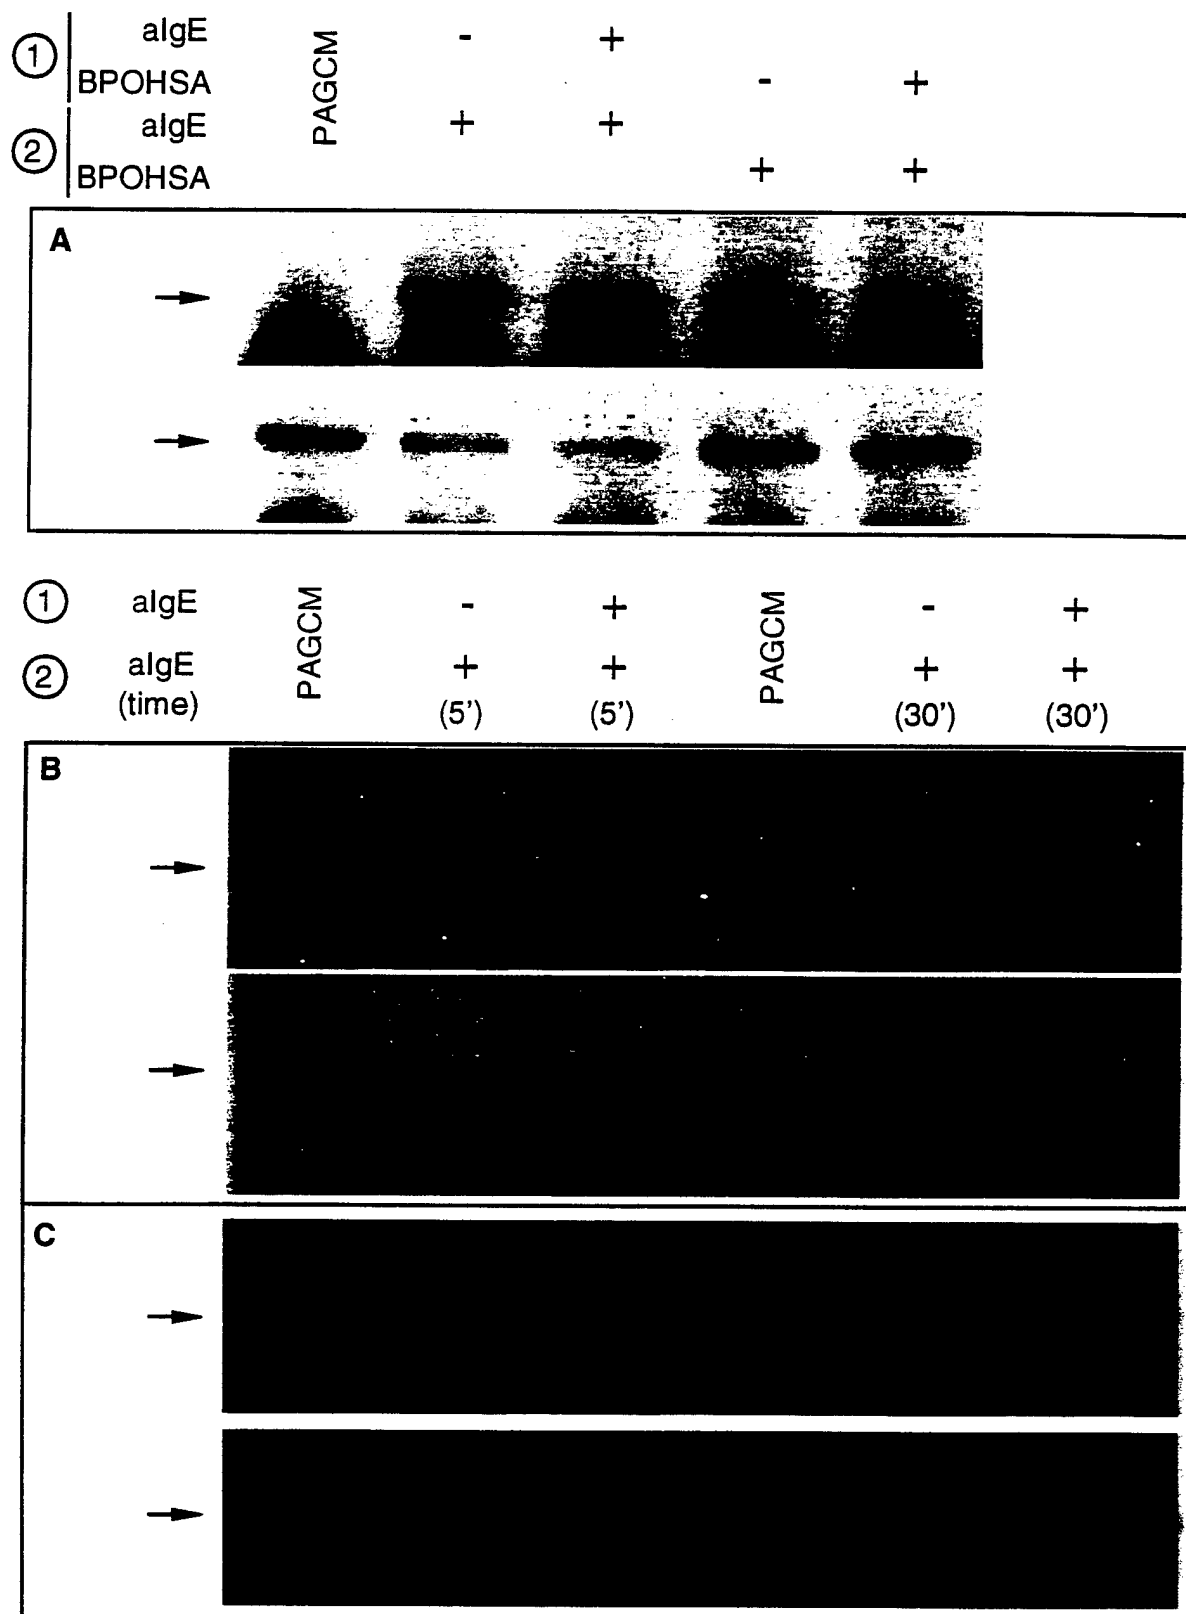 ① aIgE PAGCM - +
BPOHSA - +
② aIgE + +
BPOHSA + +
A
① aIgE PAGCM - + PAGCM - +
② aIgE + + + +
(time) (5') (5') (30') (30')
B
C